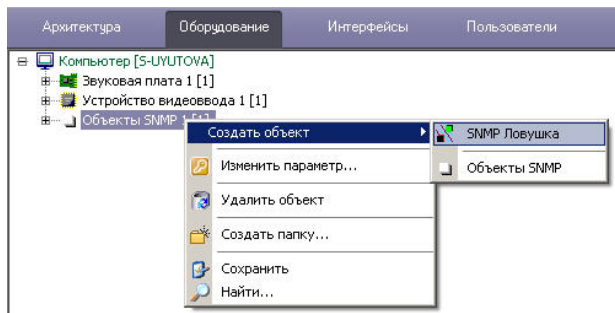 Архитектура Оборудование Интерфейсы Пользователи
Компьютер [S-UYUTOVA]
Звуковая плата 1 [1]
Устройство видеоввода 1 [1]
Объекты SNMP 1 [1]
Создать объект
SNMP Ловушка
Изменить параметр...
Объекты SNMP
Удалить объект
Создать папку...
Сохранить
Найти...